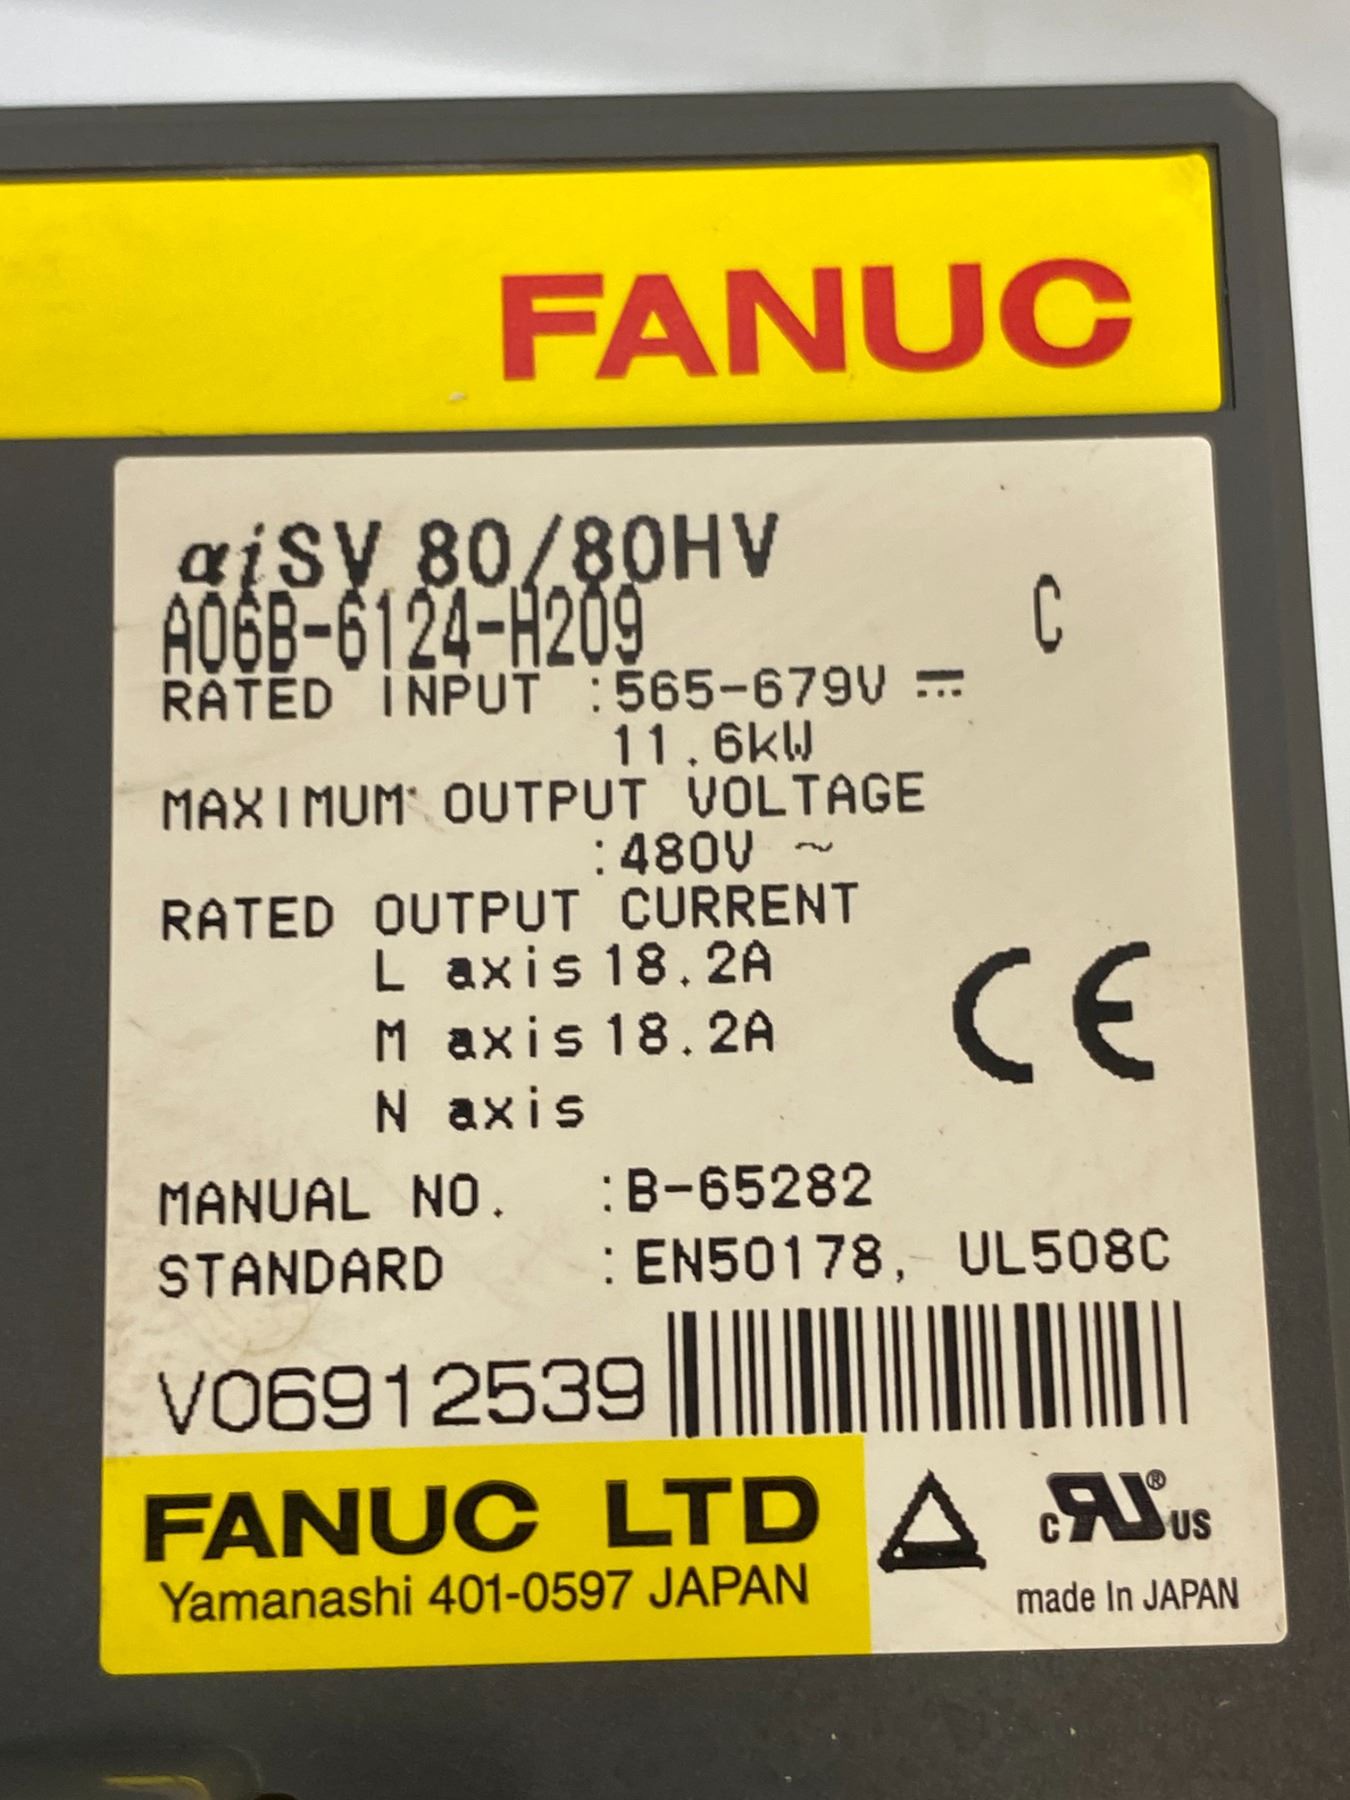 FANUC
αiSV 80/80HV
A06B-6124-H209 C
RATED INPUT :565-679V ⎓
11.6kW
MAXIMUM OUTPUT VOLTAGE
:480V ~
RATED OUTPUT CURRENT
L axis 18.2A
M axis 18.2A
N axis
CE
MANUAL NO. :B-65282
STANDARD :EN50178, UL508C
V06912539
FANUC LTD
Yamanashi 401-0597 JAPAN
c RU® US
made In JAPAN